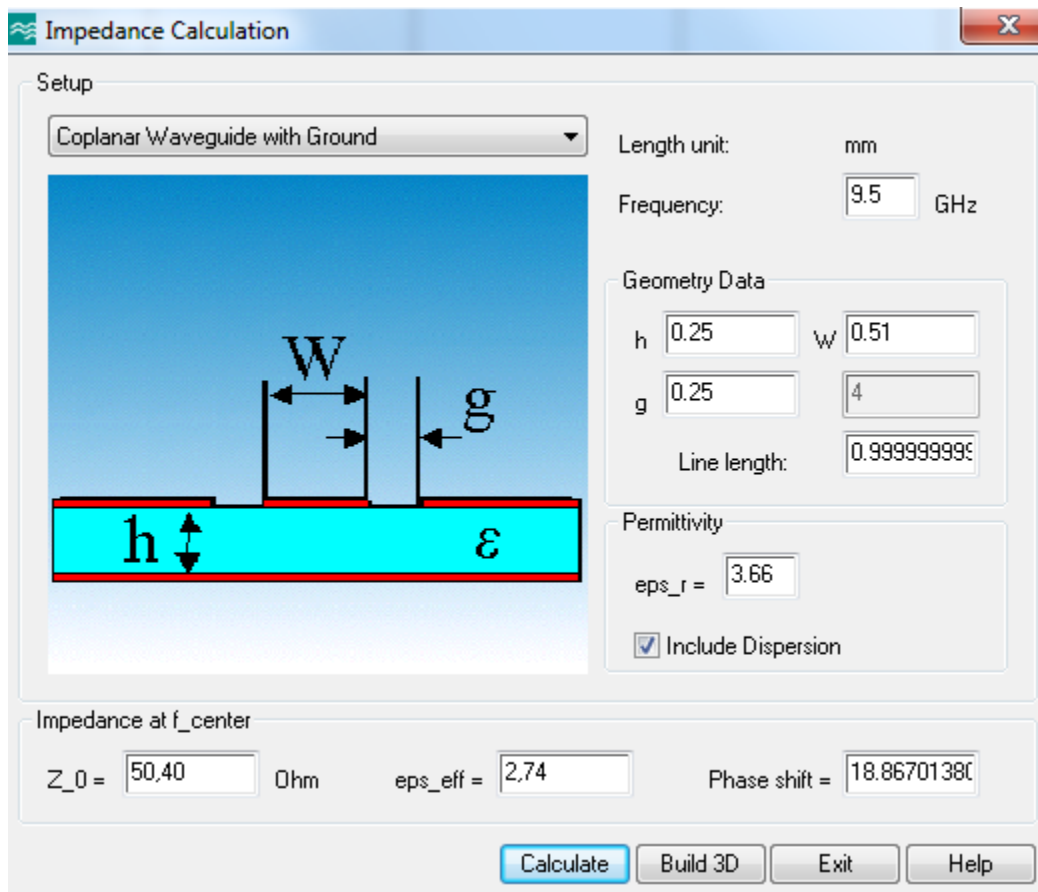 Impedance Calculation
Setup
Coplanar Waveguide with Ground
Length unit: mm
Frequency: 9.5 GHz
Geometry Data
h 0.25 W 0.51
g 0.25 4
Line length: 0.999999999
Permittivity
eps_r = 3.66
Include Dispersion
W
g
h
ε
Impedance at f_center
Z_0 = 50,40 Ohm eps_eff = 2,74 Phase shift = 18.8670138
Calculate Build 3D Exit Help